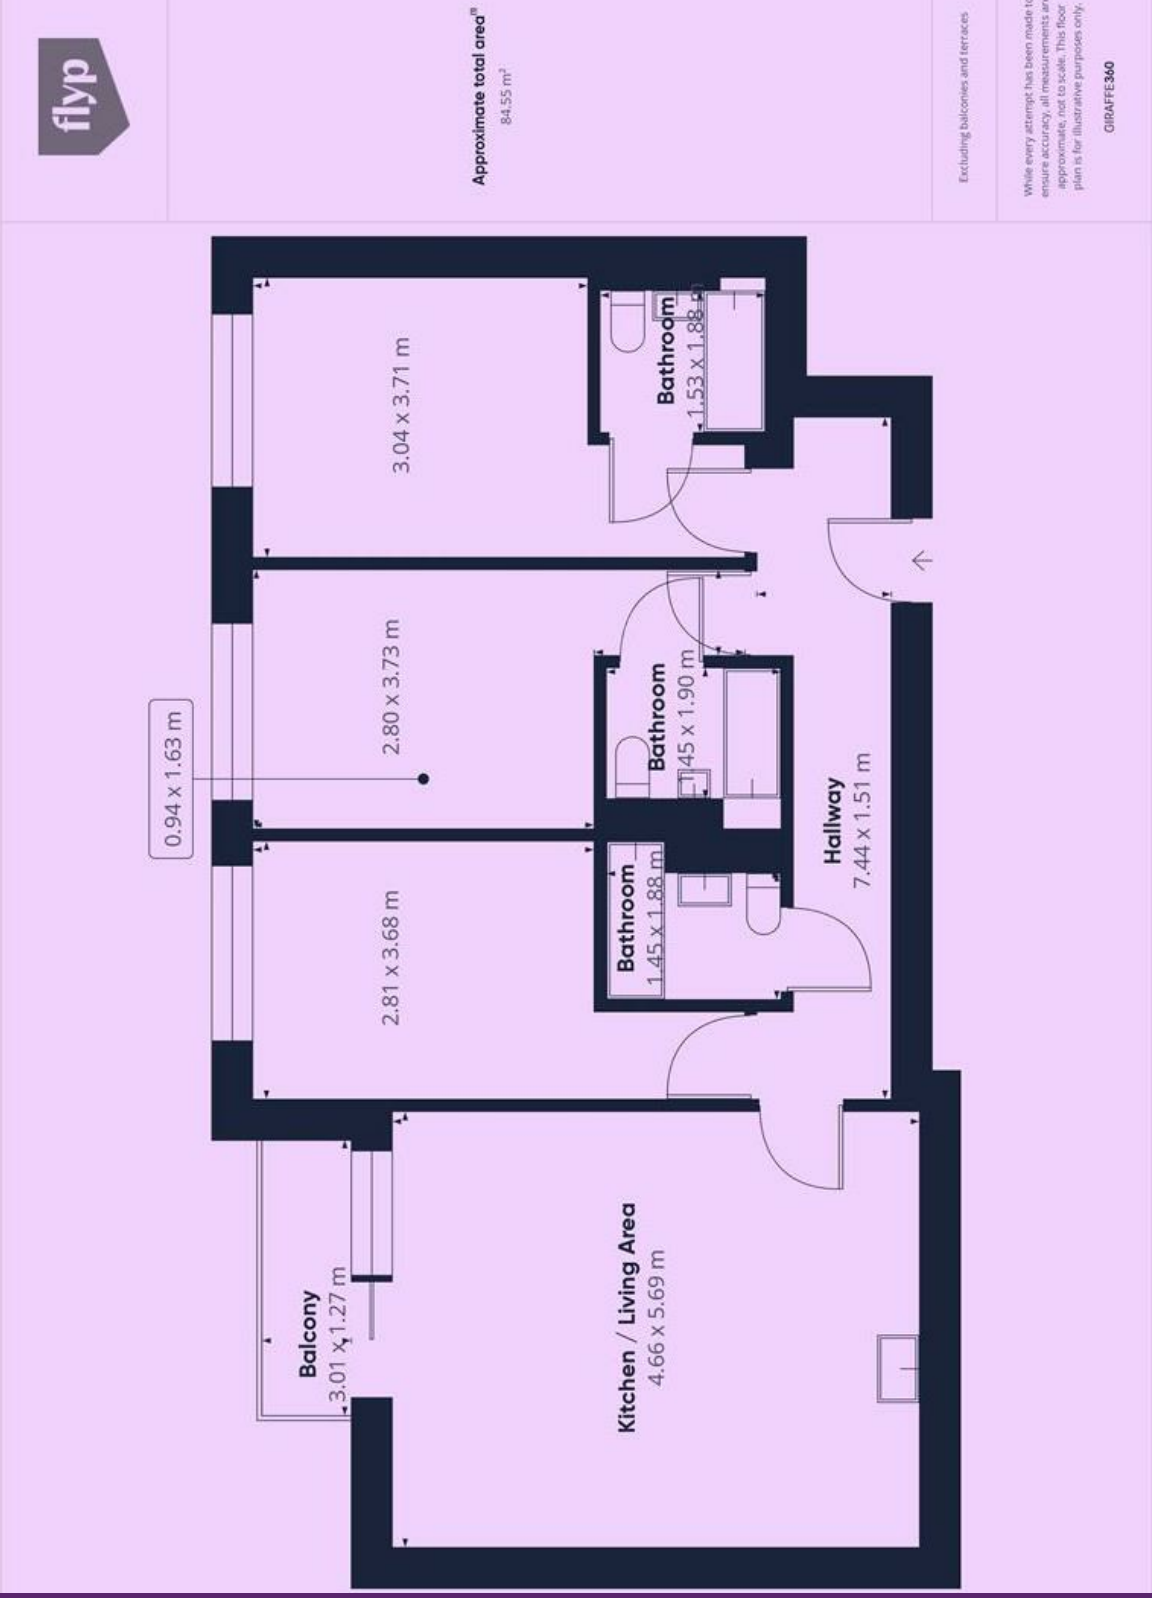 0.94 x 1.63 m
Balcony
3.01 x 1.27 m
2.81 x 3.68 m
2.80 x 3.73 m
3.04 x 3.71 m
Kitchen / Living Area
4.66 x 5.69 m
Bathroom
1.45 x 1.88 m
Bathroom
1.45 x 1.90 m
Bathroom
1.53 x 1.88 m
Hallway
7.44 x 1.51 m
flyp
Approximate total area⁽¹⁾
84.55 m²
Excluding balconies and terraces
While every attempt has been made to
ensure accuracy, all measurements
approximate, not to scale. This floor
plan is for illustrative purposes only.
GIRAFFE360